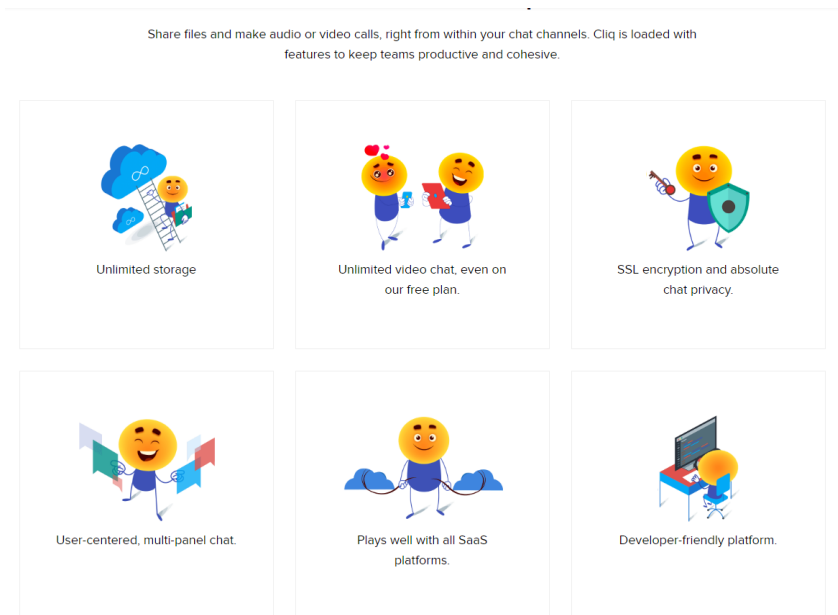 Share files and make audio or video calls, right from within your chat channels. Cliq is loaded with
features to keep teams productive and cohesive.
Unlimited storage
Unlimited video chat, even on
our free plan.
SSL encryption and absolute
chat privacy.
User-centered, multi-panel chat.
Plays well with all SaaS
platforms.
Developer-friendly platform.